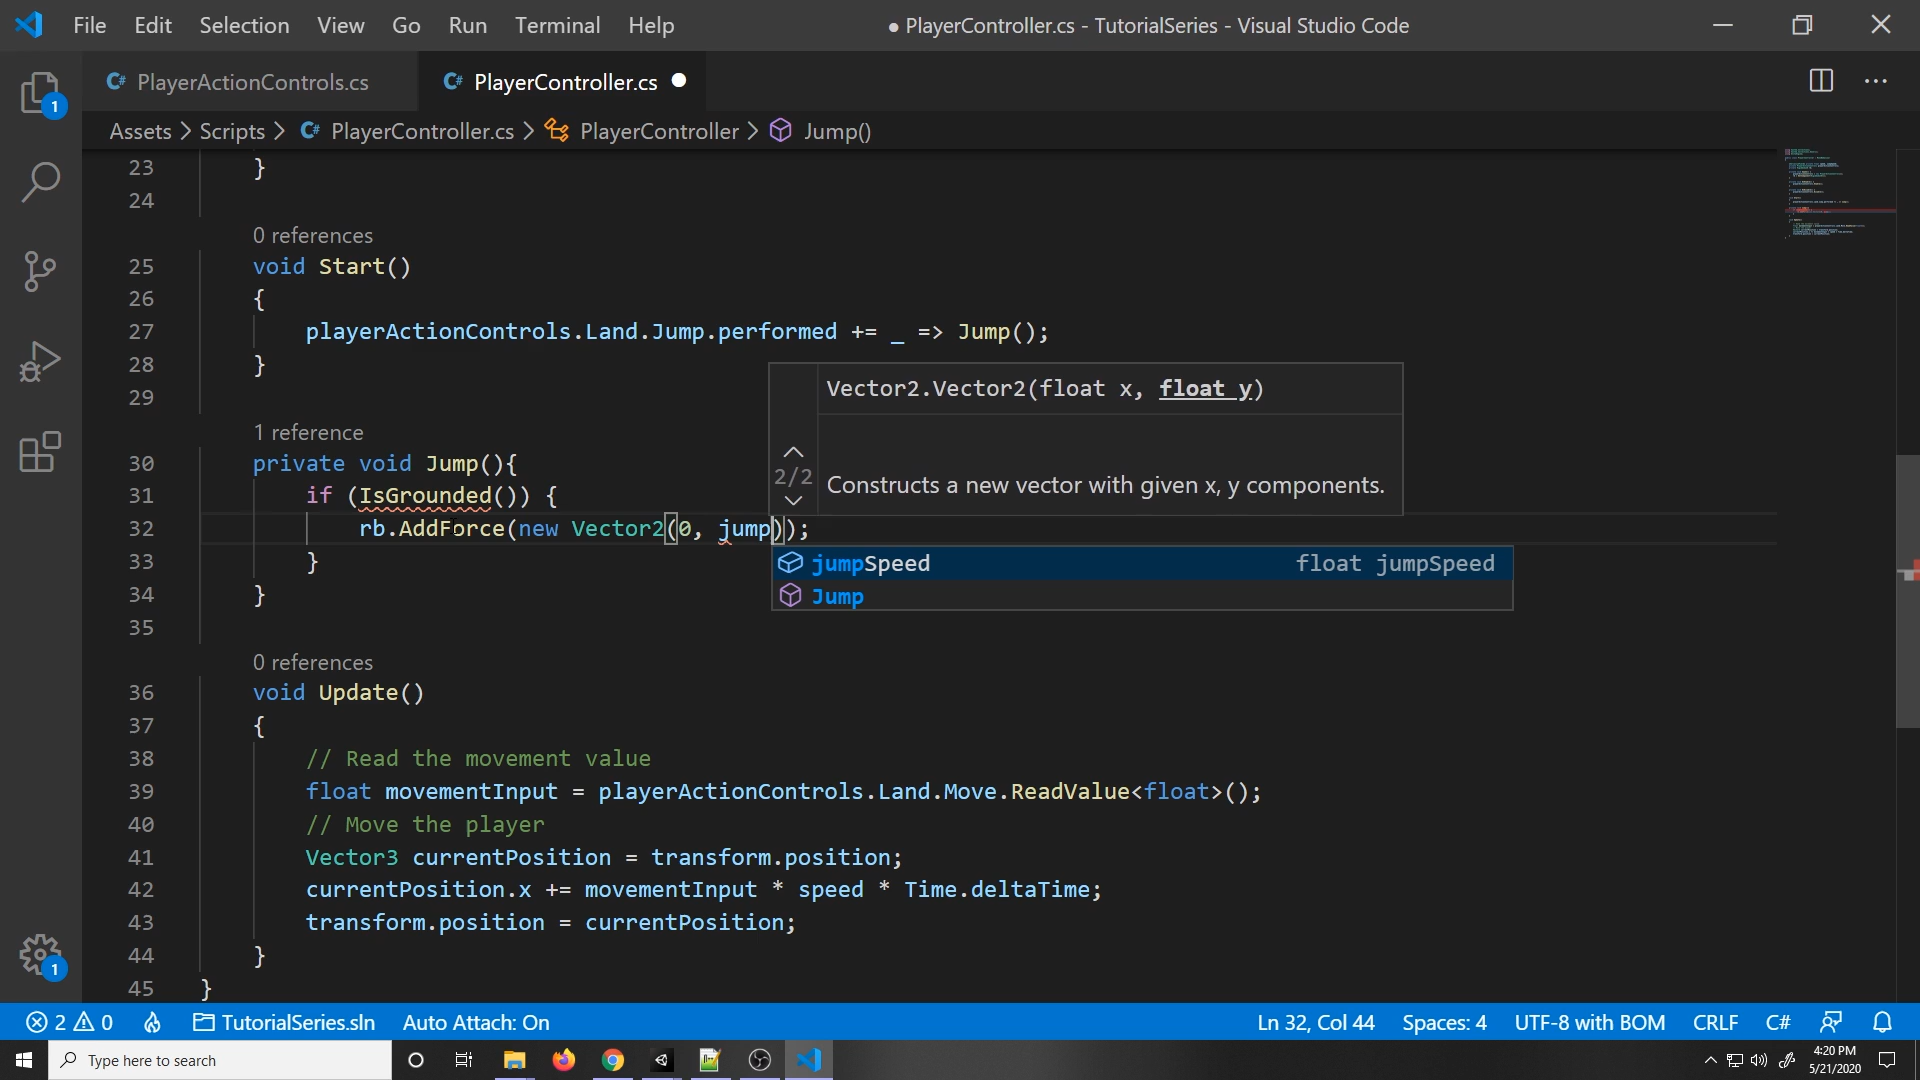 File Edit Selection View Go Run Terminal Help ● PlayerController.cs - TutorialSeries - Visual Studio Code
PlayerActionControls.cs PlayerController.cs
Assets > Scripts > PlayerController.cs > PlayerController > Jump()
23 }
24
0 references
25 void Start()
26 {
27 playerActionControls.Land.Jump.performed += _ => Jump();
28 }
29
Vector2.Vector2(float x, float y)
2/2
Constructs a new vector with given x, y components.
1 reference
30 private void Jump(){
31 if (IsGrounded()) {
32 rb.AddForce(new Vector2(0, jump));
jumpSpeed float jumpSpeed
Jump
33 }
34 }
35
0 references
36 void Update()
37 {
38 // Read the movement value
39 float movementInput = playerActionControls.Land.Move.ReadValue<float>();
40 // Move the player
41 Vector3 currentPosition = transform.position;
42 currentPosition.x += movementInput * speed * Time.deltaTime;
43 transform.position = currentPosition;
44 }
45 }
1
1
2 0 TutorialSeries.sln Auto Attach: On Ln 32, Col 44 Spaces: 4 UTF-8 with BOM CRLF C#
Type here to search
4:20 PM
5/21/2020